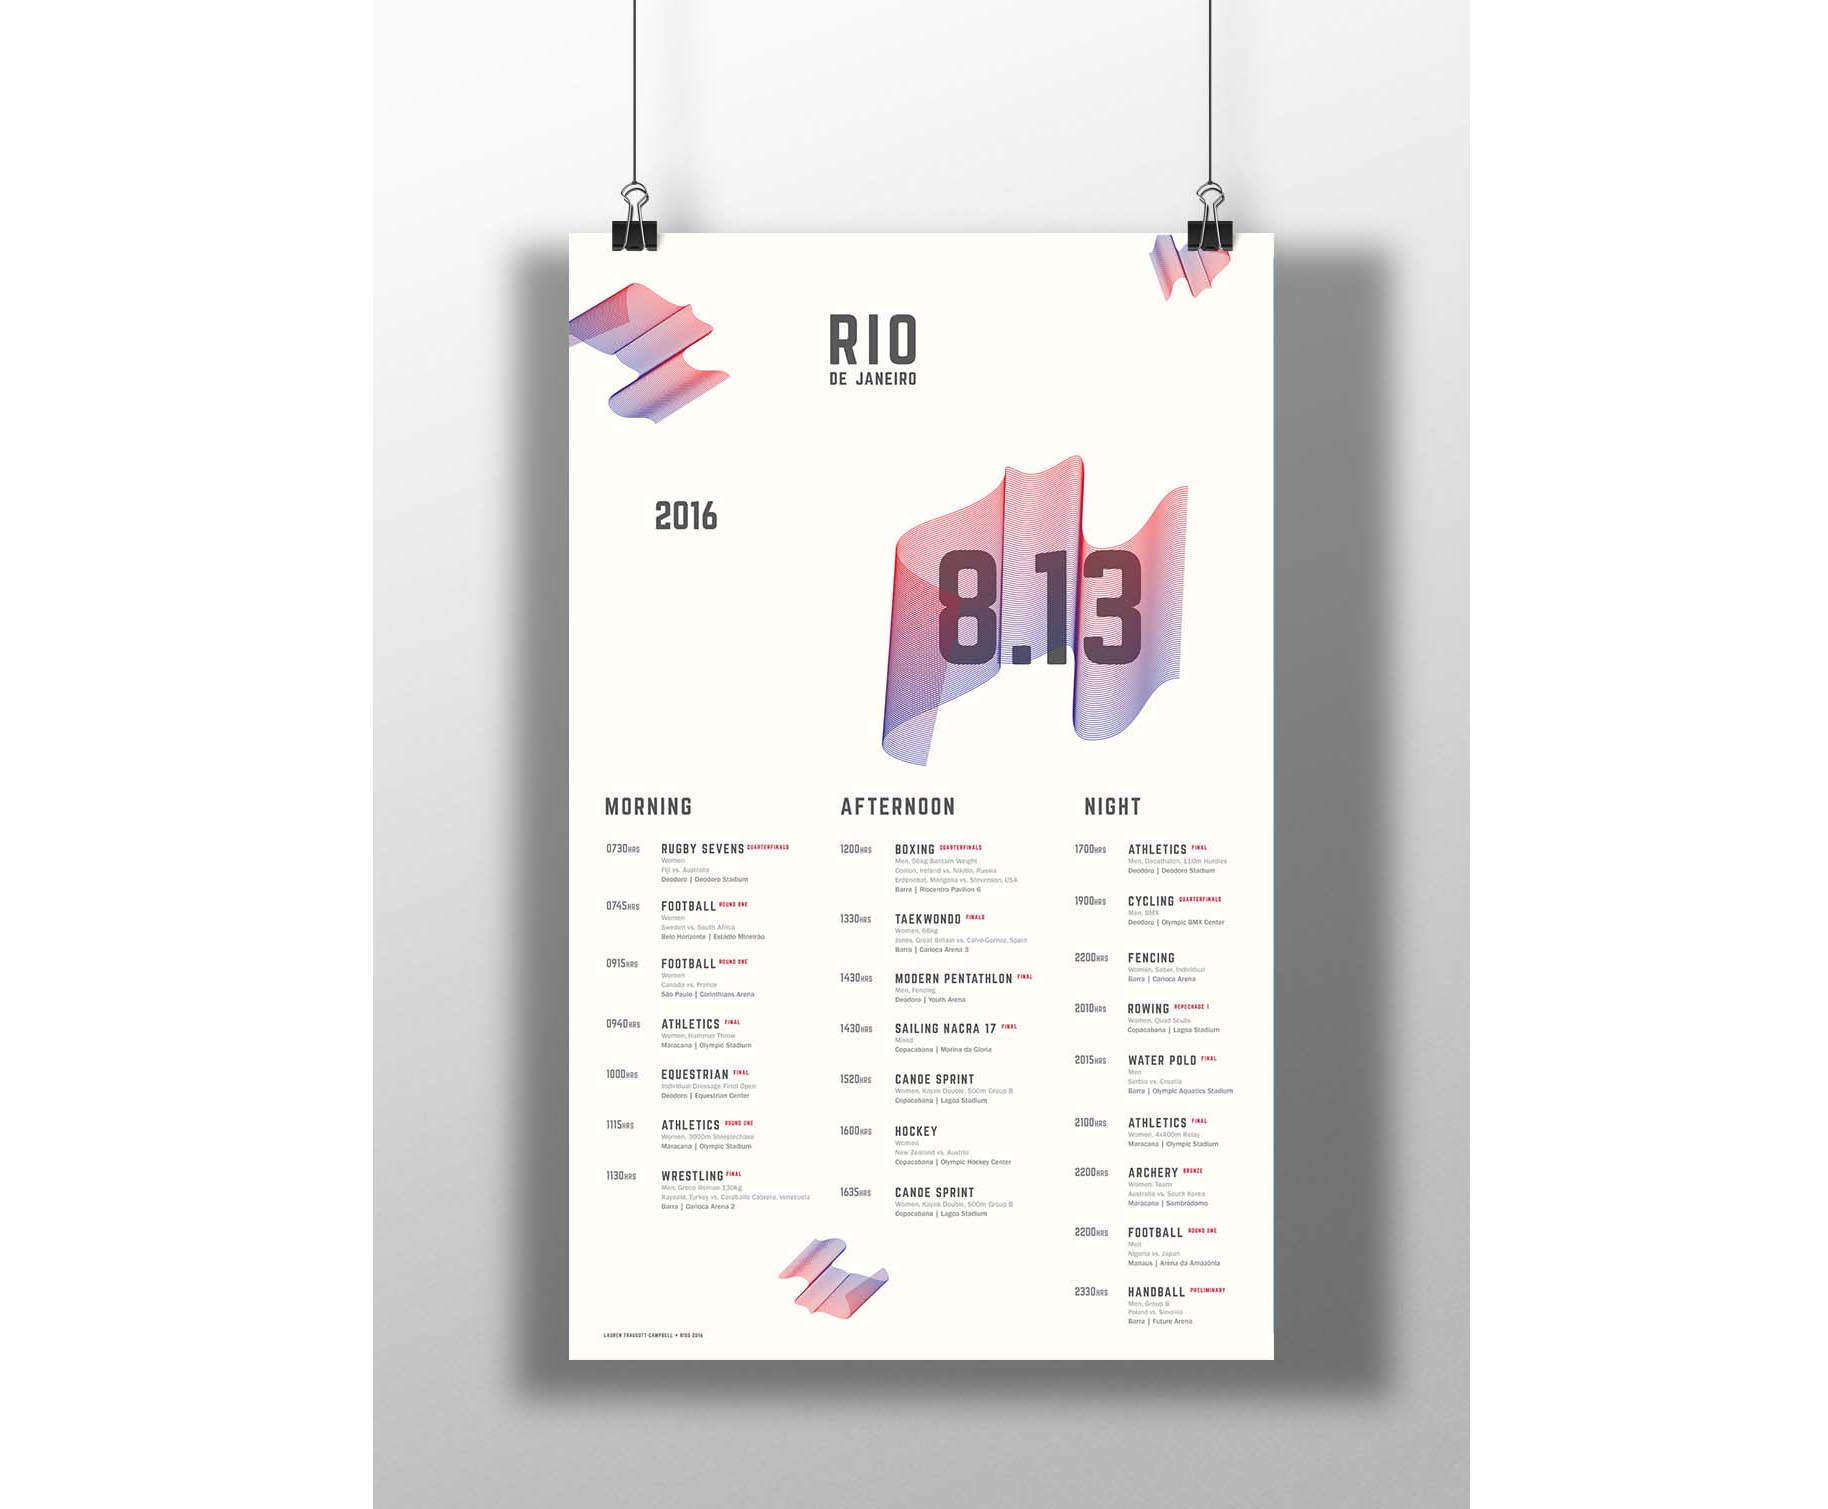 RIO
DE JANEIRO
2016
8.13
MORNING
0730HRS RUGBY SEVENS QUARTERFINALS
Women
Fiji vs. Australia
Deodoro | Deodoro Stadium
0745HRS FOOTBALL ROUND ONE
Women
Sweden vs. South Africa
Belo Horizonte | Estádio Mineirão
0915HRS FOOTBALL ROUND ONE
Women
Canada vs. France
São Paulo | Corinthians Arena
0940HRS ATHLETICS FINAL
Women, Hammer Throw
Maracana | Olympic Stadium
1000HRS EQUESTRIAN FINAL
Individual Dressage Final Open
Deodoro | Equestrian Center
1115HRS ATHLETICS ROUND ONE
Women, 3000m Steeplechase
Maracana | Olympic Stadium
1130HRS WRESTLING FINAL
Men, Greco Roman 130kg
Kayaald, Turkey vs. Caraballo Cabrera, Venezuela
Barra | Carioca Arena 2
AFTERNOON
1200HRS BOXING QUARTERFINALS
Men, 56kg Bantam Weight
Conlon, Ireland vs. Nikitin, Russia
Erdenebat, Mongolia vs. Stevenson, USA
Barra | Riocentro Pavilion 6
1330HRS TAEKWONDO FINALS
Women, 68kg
Jones, Great Britain vs. Calvo-Gomez, Spain
Barra | Carioca Arena 3
1430HRS MODERN PENTATHLON FINAL
Men, Fencing
Deodoro | Youth Arena
1430HRS SAILING NACRA 17 FINAL
Mixed
Copacabana | Marina da Gloria
1520HRS CANOE SPRINT
Women, Kayak Double, 500m Group B
Copacabana | Lagoa Stadium
1600HRS HOCKEY
Women
New Zealand vs. Austria
Copacabana | Olympic Hockey Center
1635HRS CANOE SPRINT
Women, Kayak Double, 500m Group B
Copacabana | Lagoa Stadium
NIGHT
1700HRS ATHLETICS FINAL
Men, Decathalon, 110m Hurdles
Deodoro | Deodoro Stadium
1900HRS CYCLING QUARTERFINALS
Men, BMX
Deodoro | Olympic BMX Center
2200HRS FENCING
Women, Saber, Individual
Barra | Carioca Arena
2010HRS ROWING REPECHAGE 1
Women, Quad Sculls
Copacabana | Lagoa Stadium
2015HRS WATER POLO FINAL
Men
Serbia vs. Croatia
Barra | Olympic Aquatics Stadium
2100HRS ATHLETICS FINAL
Women, 4x400m Relay
Maracana | Olympic Stadium
2200HRS ARCHERY BRONZE
Women, Team
Australia vs. South Korea
Maracana | Sambródomo
2200HRS FOOTBALL ROUND ONE
Men
Nigeria vs. Japan
Manaus | Arena da Amazônia
2330HRS HANDBALL PRELIMINARY
Men, Group B
Poland vs. Slovakia
Barra | Future Arena
LAUREN TRAUGOTT-CAMPBELL • RISD 2016